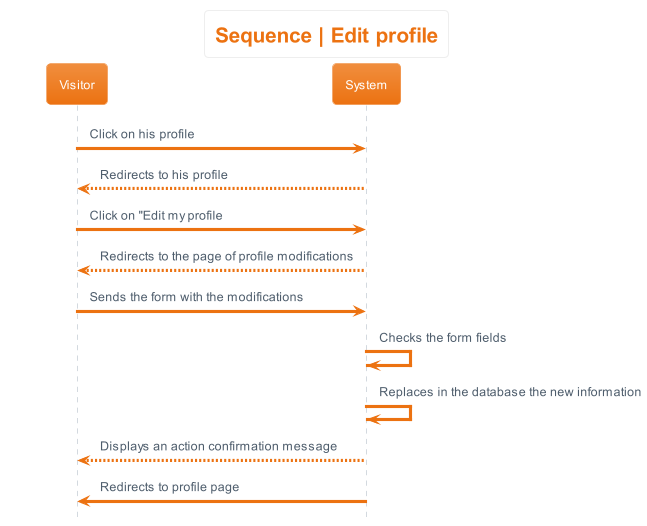 Sequence | Edit profile
Visitor
System
Click on his profile
Redirects to his profile
Click on "Edit my profile
Redirects to the page of profile modifications
Sends the form with the modifications
Checks the form fields
Replaces in the database the new information
Displays an action confirmation message
Redirects to profile page